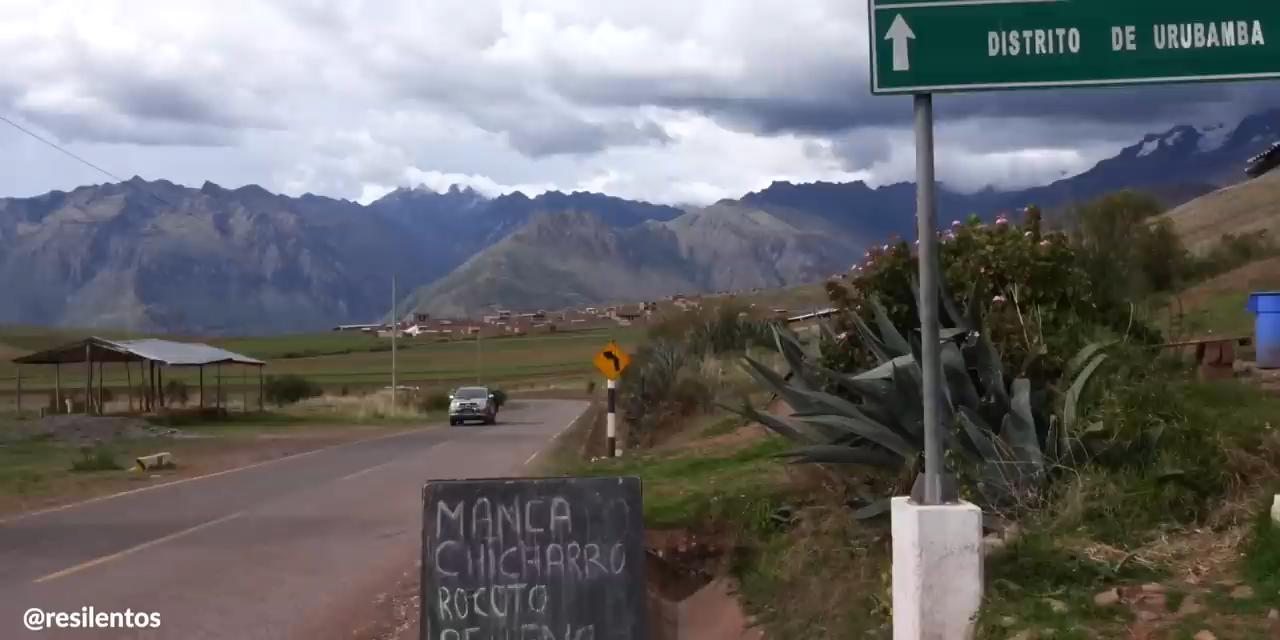 DISTRITO DE URUBAMBA
MANCA
CHICHARRO
ROCOTO
@resilentos